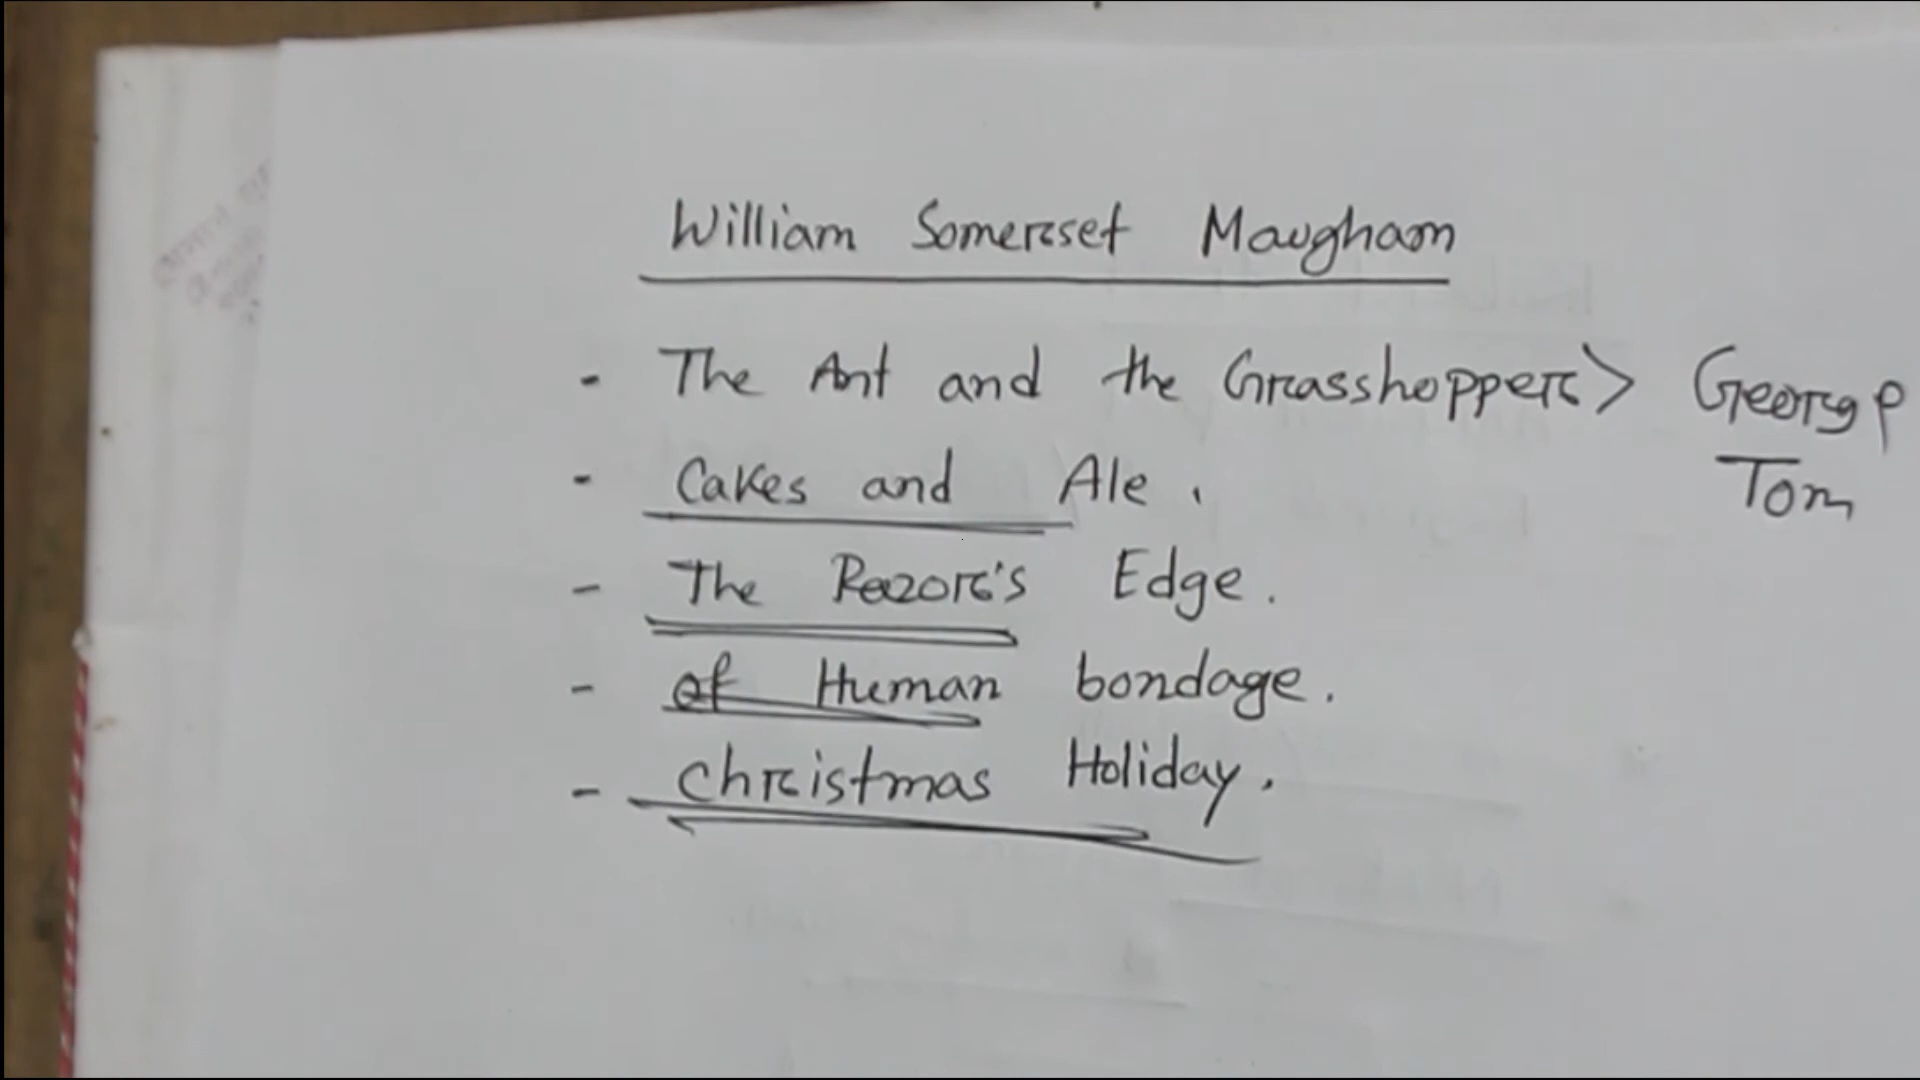 William Somerset Maugham
- The Ant and the Grasshopper > George
Tom
- Cakes and Ale.
- The Razor's Edge.
- of Human bondage.
- Christmas Holiday.